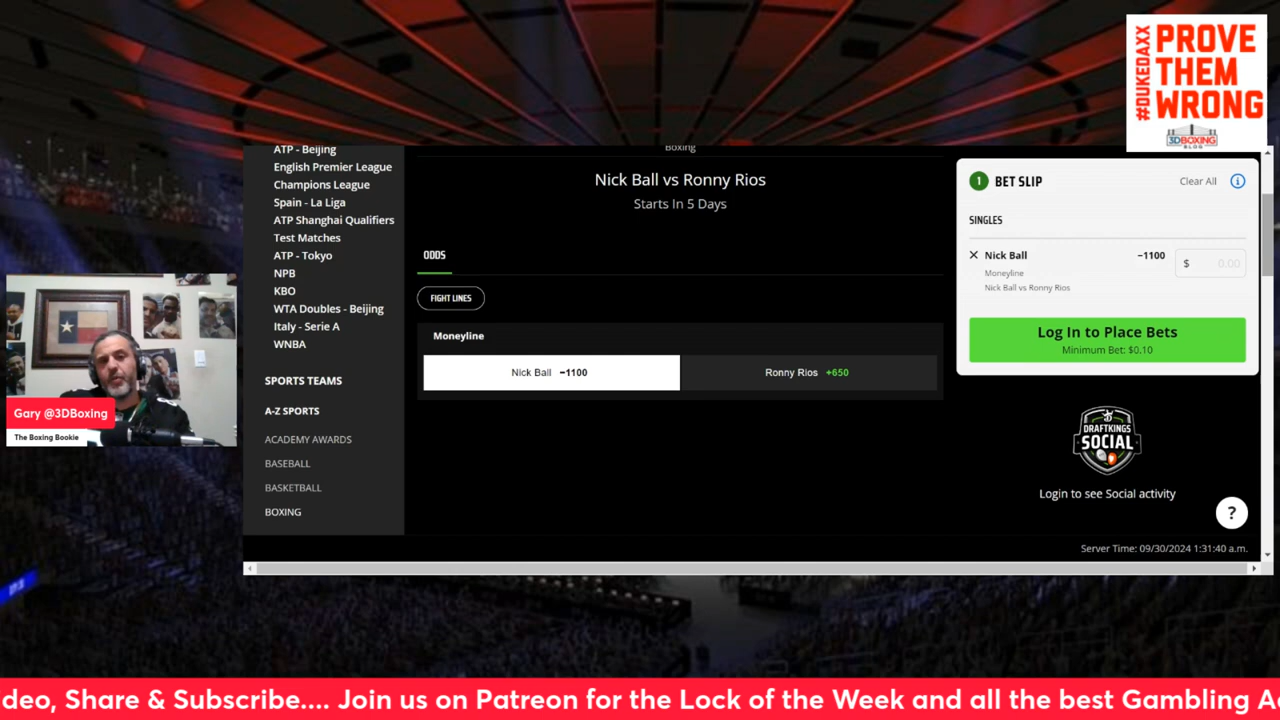 #DUKEDAXX
PROVE
THEM
WRONG
3DBOXING
BLOG
ATP - Beijing
English Premier League
Champions League
Spain - La Liga
ATP Shanghai Qualifiers
Test Matches
ATP - Tokyo
NPB
KBO
WTA Doubles - Beijing
Italy - Serie A
WNBA
SPORTS TEAMS
A-Z SPORTS
ACADEMY AWARDS
BASEBALL
BASKETBALL
BOXING
Boxing
Nick Ball vs Ronny Rios
Starts In 5 Days
ODDS
FIGHT LINES
Moneyline
Nick Ball −1100
Ronny Rios +650
1 BET SLIP
Clear All
SINGLES
Nick Ball −1100 $ 0.00
Moneyline
Nick Ball vs Ronny Rios
Log In to Place Bets
Minimum Bet: $0.10
DRAFTKINGS
SOCIAL
Login to see Social activity
?
Server Time: 09/30/2024 1:31:40 a.m.
Gary @3DBoxing
The Boxing Bookie
deo, Share & Subscribe.... Join us on Patreon for the Lock of the Week and all the best Gambling A